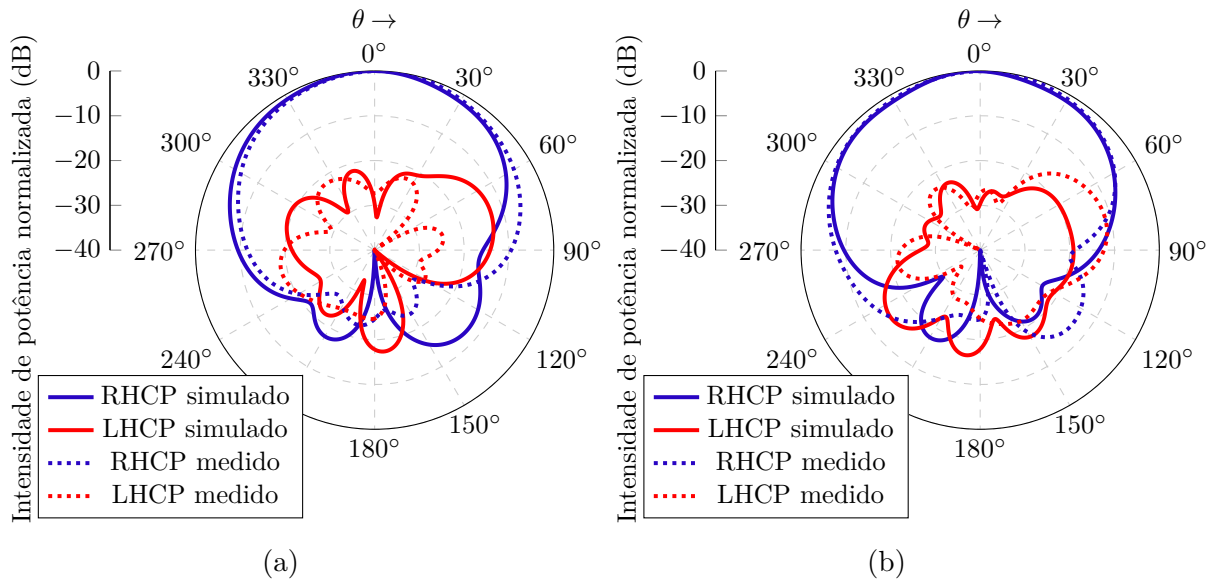 θ →
0°
30°
60°
90°
120°
150°
180°
240°
270°
300°
330°
0
−10
−20
−30
−40
Intensidade de potência normalizada (dB)
RHCP simulado
LHCP simulado
RHCP medido
LHCP medido
(a)
θ →
0°
30°
60°
90°
120°
150°
180°
240°
270°
300°
330°
0
−10
−20
−30
−40
Intensidade de potência normalizada (dB)
RHCP simulado
LHCP simulado
RHCP medido
LHCP medido
(b)